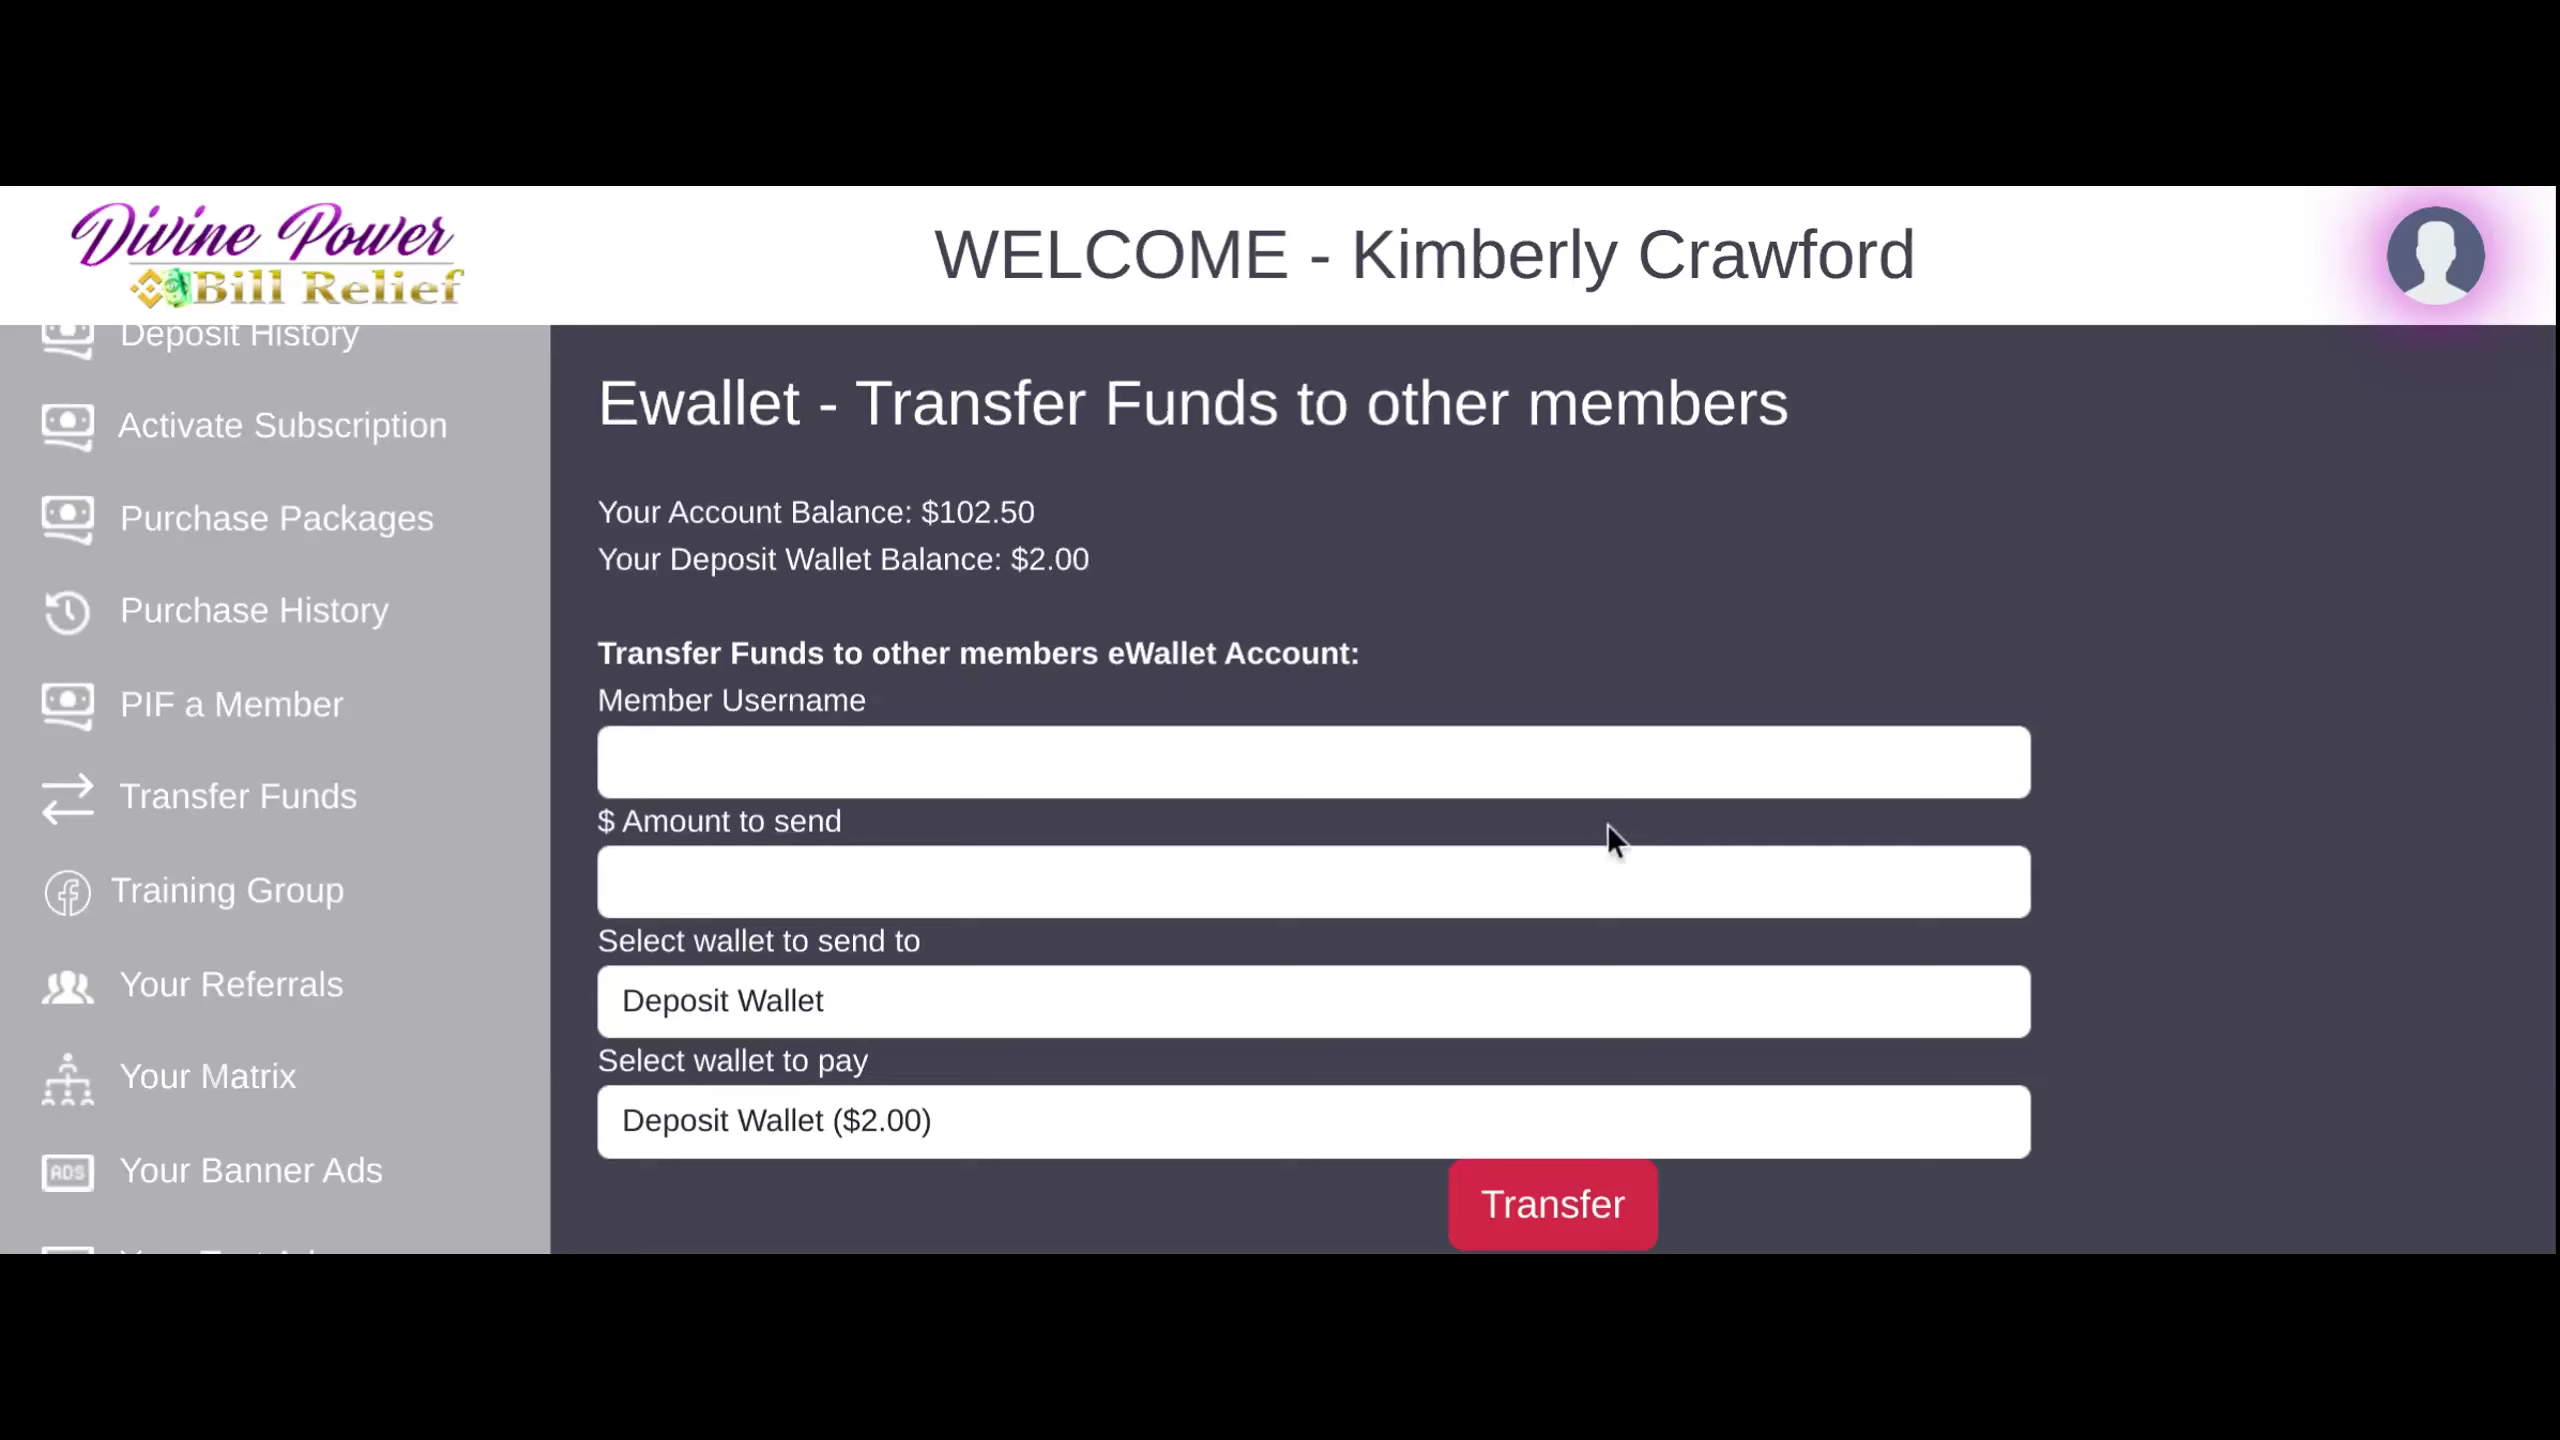 Divine Power
Bill Relief
WELCOME - Kimberly Crawford
Deposit History
Activate Subscription
Purchase Packages
Purchase History
PIF a Member
Transfer Funds
Training Group
Your Referrals
Your Matrix
ADS
Your Banner Ads
Ewallet - Transfer Funds to other members
Your Account Balance: $102.50
Your Deposit Wallet Balance: $2.00
Transfer Funds to other members eWallet Account:
Member Username
$ Amount to send
Select wallet to send to
Deposit Wallet
Select wallet to pay
Deposit Wallet ($2.00)
Transfer